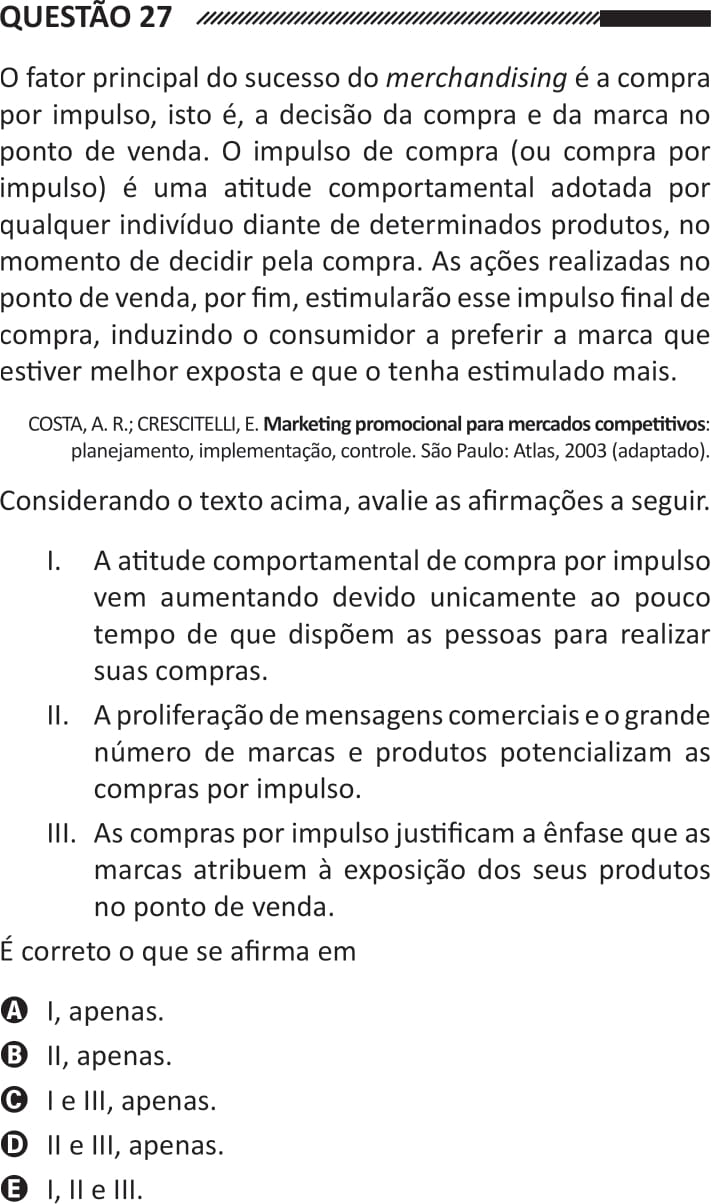 QUESTÃO 27
O fator principal do sucesso do merchandising é a compra
por impulso, isto é, a decisão da compra e da marca no
ponto de venda. O impulso de compra (ou compra por
impulso) é uma atitude comportamental adotada por
qualquer indivíduo diante de determinados produtos, no
momento de decidir pela compra. As ações realizadas no
ponto de venda, por fim, estimularão esse impulso final de
compra, induzindo o consumidor a preferir a marca que
estiver melhor exposta e que o tenha estimulado mais.
COSTA, A. R.; CRESCITELLI, E. Marketing promocional para mercados competitivos:
planejamento, implementação, controle. São Paulo: Atlas, 2003 (adaptado).
Considerando o texto acima, avalie as afirmações a seguir.
I. A atitude comportamental de compra por impulso
vem aumentando devido unicamente ao pouco
tempo de que dispõem as pessoas para realizar
suas compras.
II. A proliferação de mensagens comerciais e o grande
número de marcas e produtos potencializam as
compras por impulso.
III. As compras por impulso justificam a ênfase que as
marcas atribuem à exposição dos seus produtos
no ponto de venda.
É correto o que se afirma em
A I, apenas.
B II, apenas.
C I e III, apenas.
D II e III, apenas.
E I, II e III.